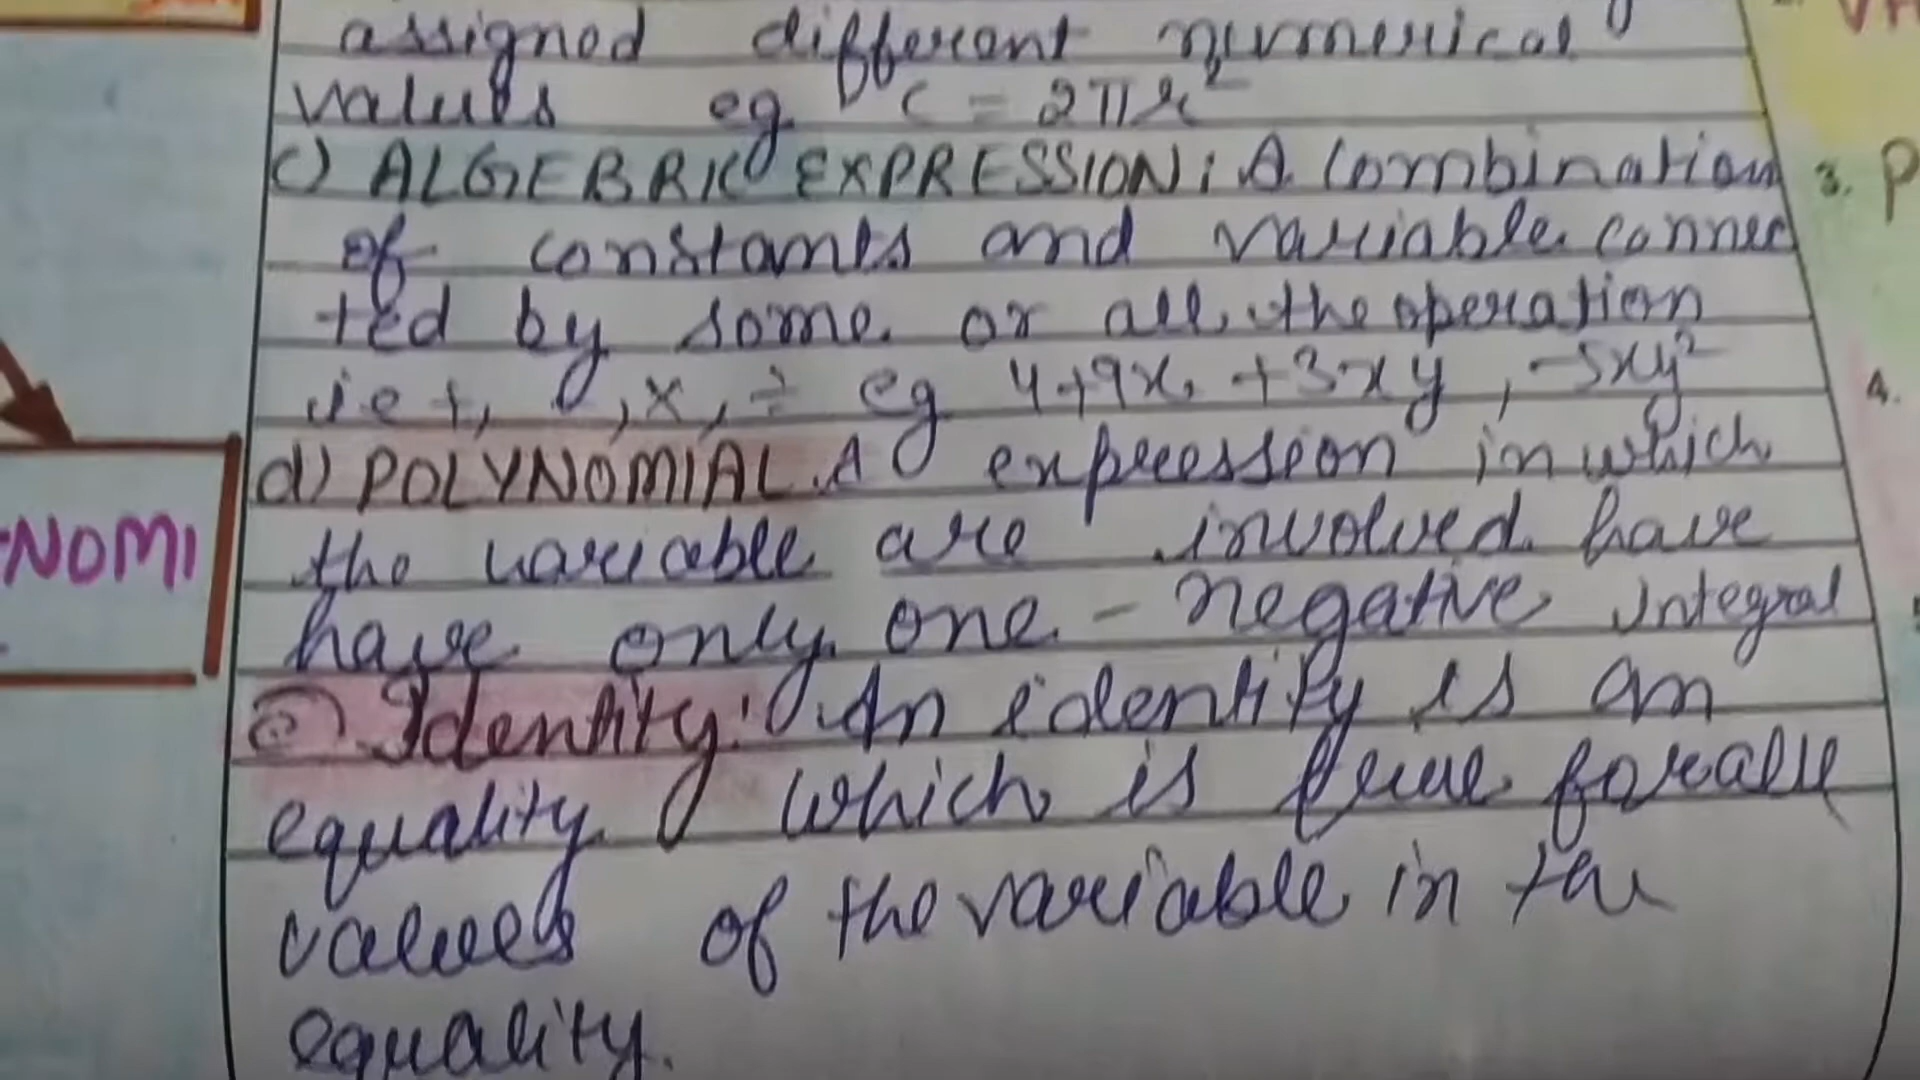 assigned different numerical
values eg C = 2πr²
c) ALGEBRIC EXPRESSION: A combination
of constants and variable connec
ted by some or all the operation
ie +, -, x, ÷ eg 4+9x +3xy, -5xy²
d) POLYNOMIAL. A expression in which
the variable are involved have
have only one - negative integral
e) Identity: An identity is an
equality which is true for all
values of the variable in the
equality.
NOMI
3. P
4.